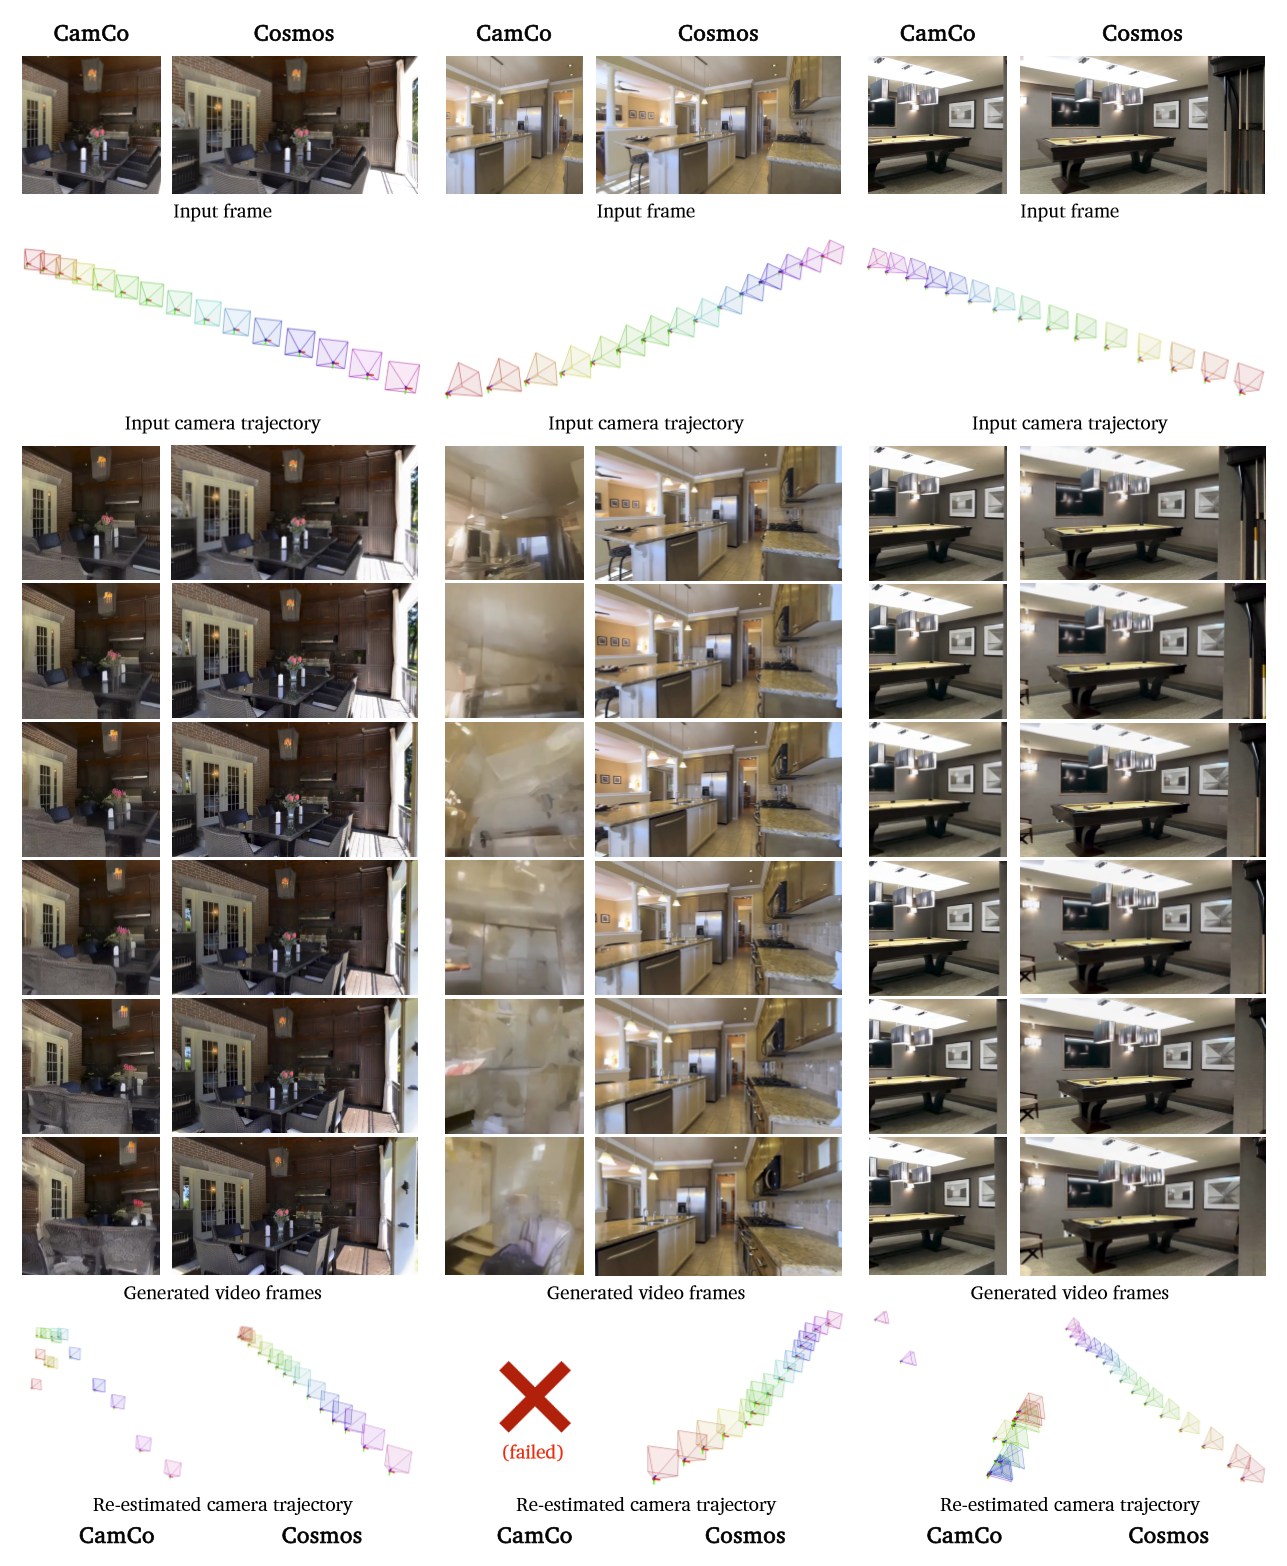 CamCo Cosmos CamCo Cosmos CamCo Cosmos
Input frame Input frame Input frame
Input camera trajectory Input camera trajectory Input camera trajectory
Generated video frames Generated video frames Generated video frames
(failed)
Re-estimated camera trajectory Re-estimated camera trajectory Re-estimated camera trajectory
CamCo Cosmos CamCo Cosmos CamCo Cosmos